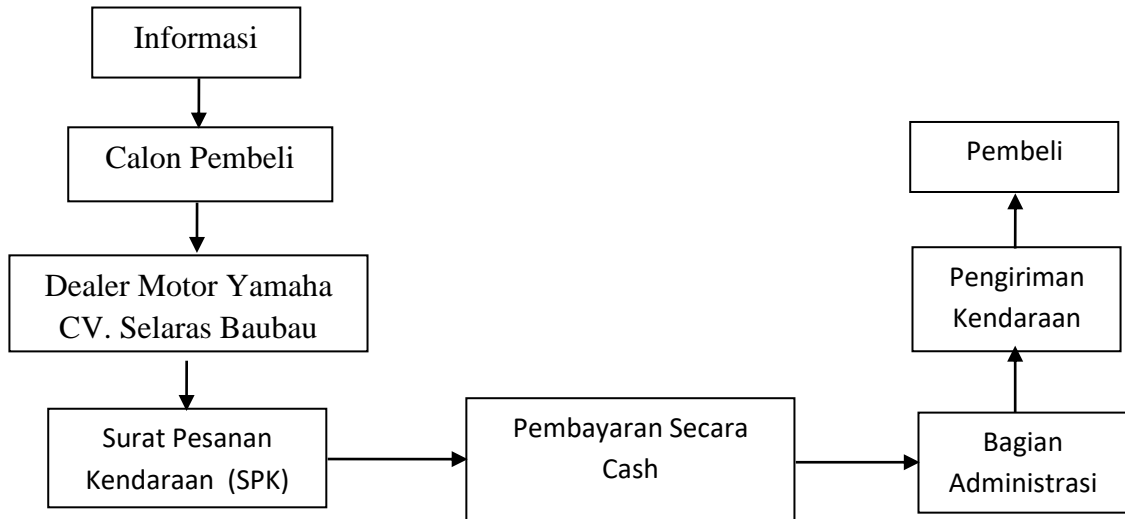 Informasi
Calon Pembeli
Dealer Motor Yamaha
CV. Selaras Baubau
Surat Pesanan
Kendaraan (SPK)
Pembayaran Secara
Cash
Bagian
Administrasi
Pengiriman
Kendaraan
Pembeli